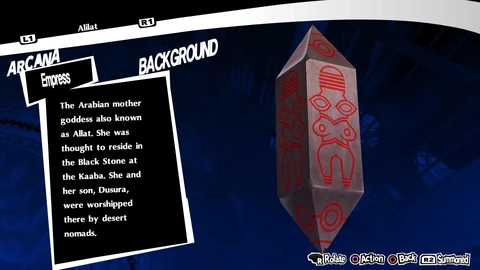 L1
Alilat
R1
ARCANA
Empress
BACKGROUND
The Arabian mother
goddess also known
as Allat. She was
thought to reside in
the Black Stone at
the Kaaba. She and
her son, Dusura,
were worshipped
there by desert
nomads.
R Rotate Action Back R2 Summoned